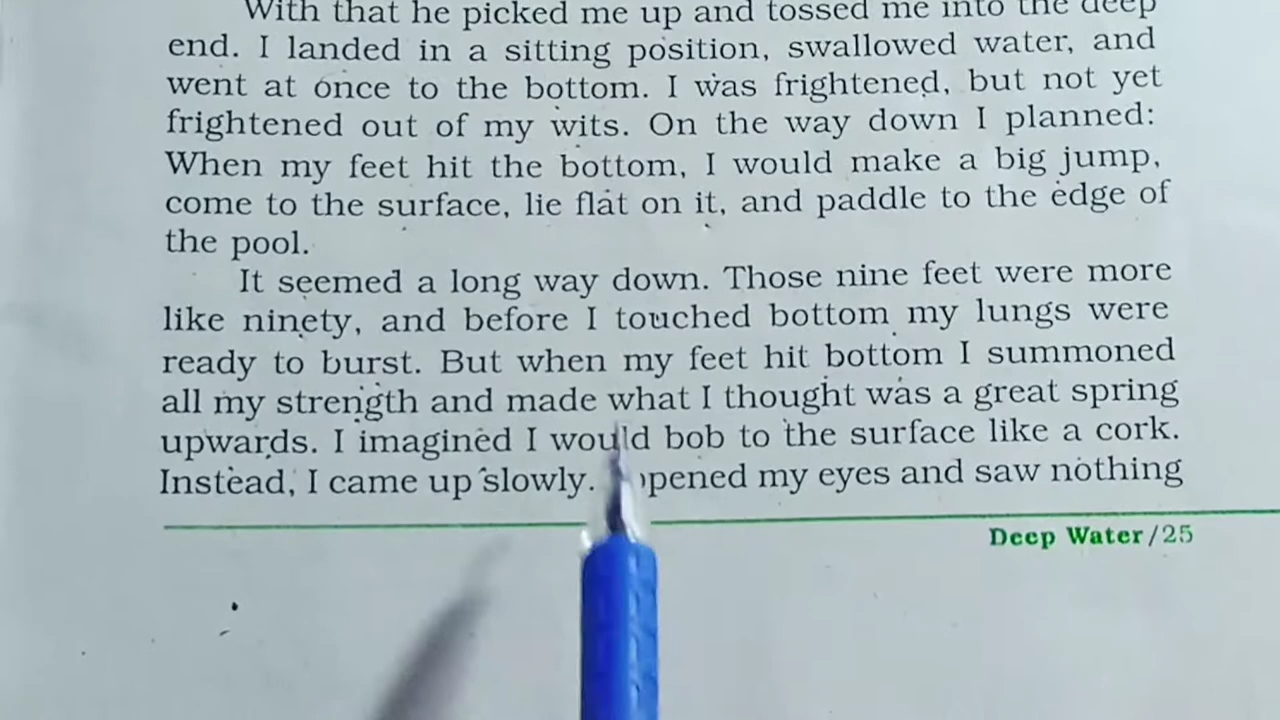 With that he picked me up and tossed me into the deep
end. I landed in a sitting position, swallowed water, and
went at once to the bottom. I was frightened, but not yet
frightened out of my wits. On the way down I planned:
When my feet hit the bottom, I would make a big jump,
come to the surface, lie flat on it, and paddle to the edge of
the pool.
It seemed a long way down. Those nine feet were more
like ninety, and before I touched bottom my lungs were
ready to burst. But when my feet hit bottom I summoned
all my strength and made what I thought was a great spring
upwards. I imagined I would bob to the surface like a cork.
Instead, I came up slowly. opened my eyes and saw nothing
Deep Water/25